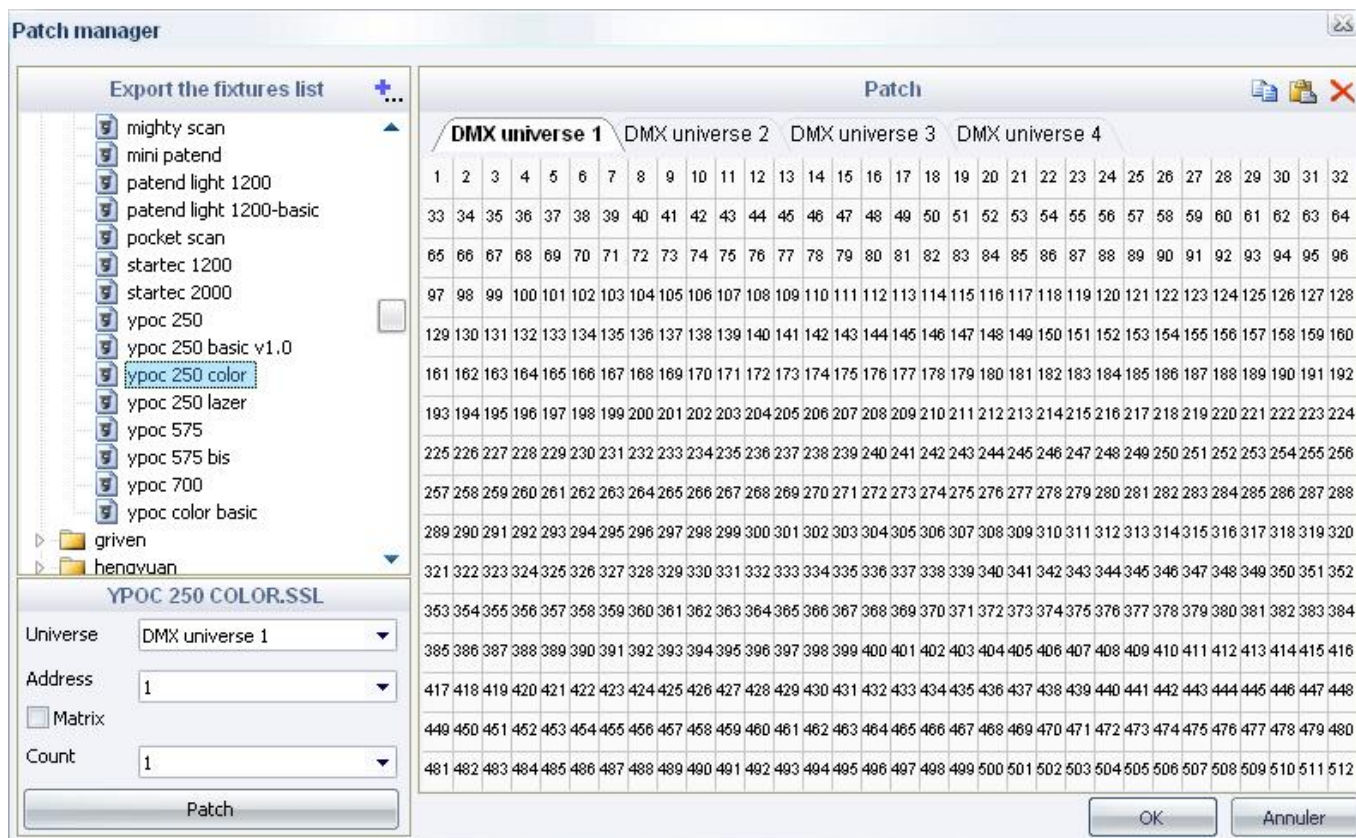 Patch manager
Export the fixtures list
mighty scan
mini patend
patend light 1200
patend light 1200-basic
pocket scan
startec 1200
startec 2000
ypoc 250
ypoc 250 basic v1.0
ypoc 250 color
ypoc 250 lazer
ypoc 575
ypoc 575 bis
ypoc 700
ypoc color basic
griven
hengyuan
YPOC 250 COLOR.SSL
Universe DMX universe 1
Address 1
Matrix
Count 1
Patch
Patch
DMX universe 1 DMX universe 2 DMX universe 3 DMX universe 4
1 2 3 4 5 6 7 8 9 10 11 12 13 14 15 16 17 18 19 20 21 22 23 24 25 26 27 28 29 30 31 32
33 34 35 36 37 38 39 40 41 42 43 44 45 46 47 48 49 50 51 52 53 54 55 56 57 58 59 60 61 62 63 64
65 66 67 68 69 70 71 72 73 74 75 76 77 78 79 80 81 82 83 84 85 86 87 88 89 90 91 92 93 94 95 96
97 98 99 100 101 102 103 104 105 106 107 108 109 110 111 112 113 114 115 116 117 118 119 120 121 122 123 124 125 126 127 128
129 130 131 132 133 134 135 136 137 138 139 140 141 142 143 144 145 146 147 148 149 150 151 152 153 154 155 156 157 158 159 160
161 162 163 164 165 166 167 168 169 170 171 172 173 174 175 176 177 178 179 180 181 182 183 184 185 186 187 188 189 190 191 192
193 194 195 196 197 198 199 200 201 202 203 204 205 206 207 208 209 210 211 212 213 214 215 216 217 218 219 220 221 222 223 224
225 226 227 228 229 230 231 232 233 234 235 236 237 238 239 240 241 242 243 244 245 246 247 248 249 250 251 252 253 254 255 256
257 258 259 260 261 262 263 264 265 266 267 268 269 270 271 272 273 274 275 276 277 278 279 280 281 282 283 284 285 286 287 288
289 290 291 292 293 294 295 296 297 298 299 300 301 302 303 304 305 306 307 308 309 310 311 312 313 314 315 316 317 318 319 320
321 322 323 324 325 326 327 328 329 330 331 332 333 334 335 336 337 338 339 340 341 342 343 344 345 346 347 348 349 350 351 352
353 354 355 356 357 358 359 360 361 362 363 364 365 366 367 368 369 370 371 372 373 374 375 376 377 378 379 380 381 382 383 384
385 386 387 388 389 390 391 392 393 394 395 396 397 398 399 400 401 402 403 404 405 406 407 408 409 410 411 412 413 414 415 416
417 418 419 420 421 422 423 424 425 426 427 428 429 430 431 432 433 434 435 436 437 438 439 440 441 442 443 444 445 446 447 448
449 450 451 452 453 454 455 456 457 458 459 460 461 462 463 464 465 466 467 468 469 470 471 472 473 474 475 476 477 478 479 480
481 482 483 484 485 486 487 488 489 490 491 492 493 494 495 496 497 498 499 500 501 502 503 504 505 506 507 508 509 510 511 512
OK Annuler